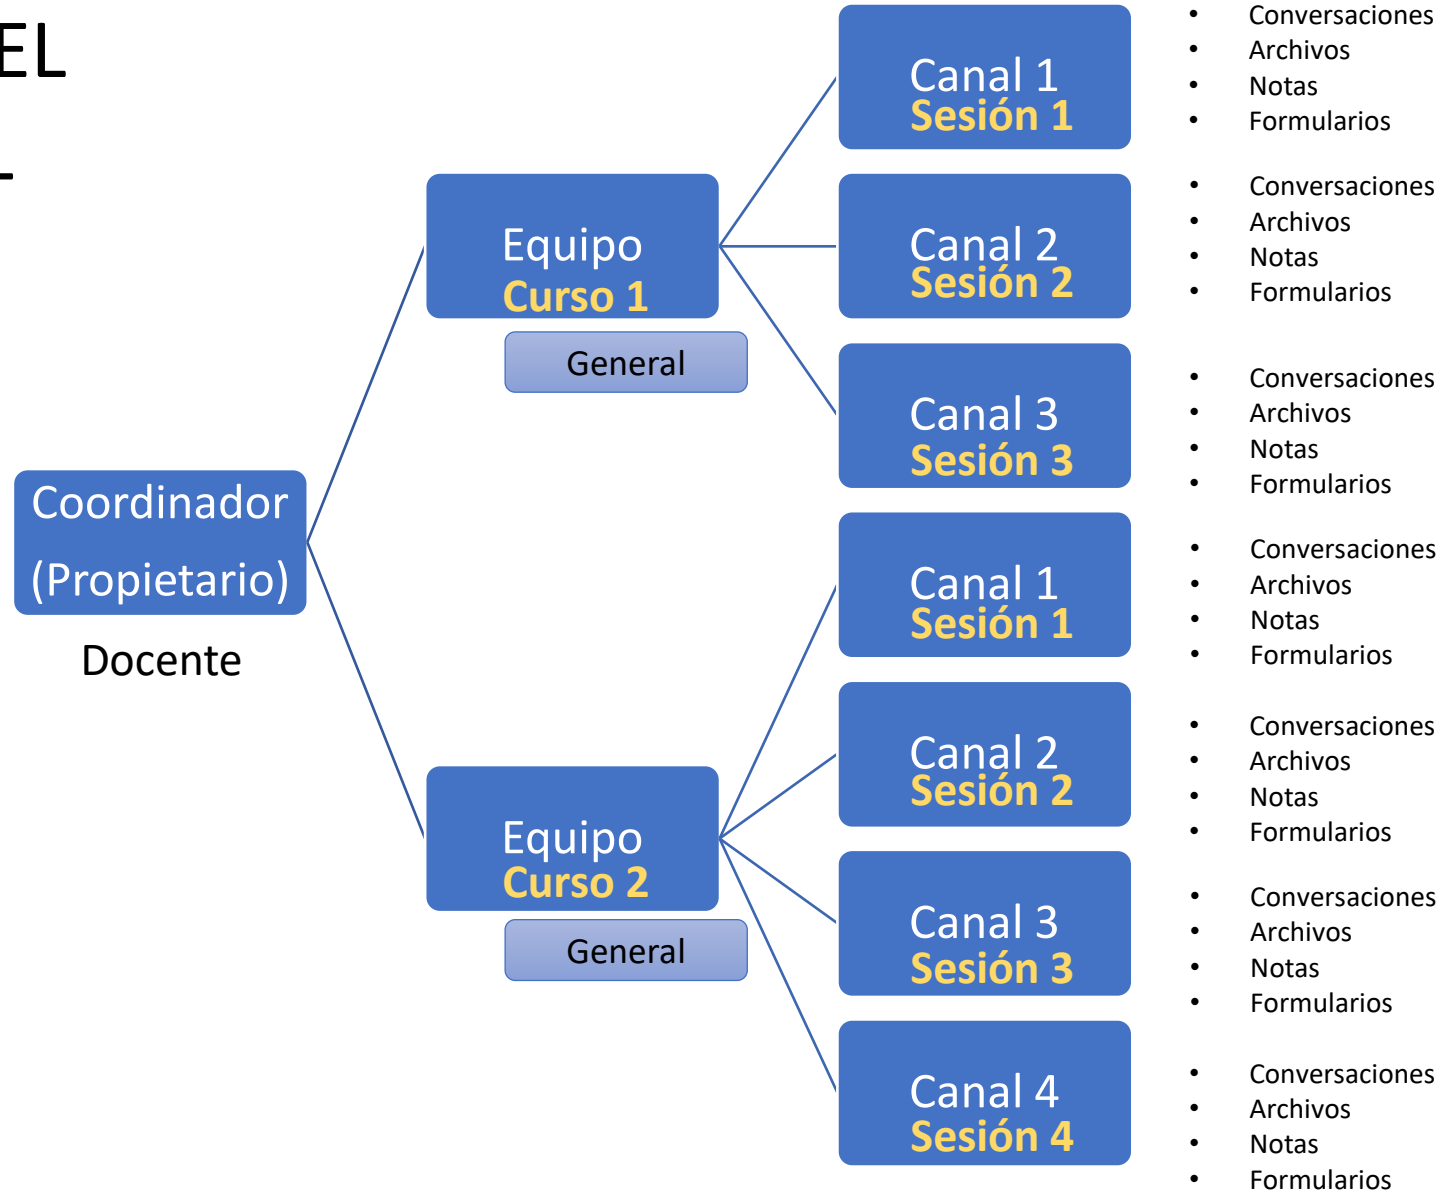 EL
Coordinador
(Propietario)
Docente
Equipo
Curso 1
General
Canal 1
Sesión 1
• Conversaciones
• Archivos
• Notas
• Formularios
Canal 2
Sesión 2
• Conversaciones
• Archivos
• Notas
• Formularios
Canal 3
Sesión 3
• Conversaciones
• Archivos
• Notas
• Formularios
Equipo
Curso 2
General
Canal 1
Sesión 1
• Conversaciones
• Archivos
• Notas
• Formularios
Canal 2
Sesión 2
• Conversaciones
• Archivos
• Notas
• Formularios
Canal 3
Sesión 3
• Conversaciones
• Archivos
• Notas
• Formularios
Canal 4
Sesión 4
• Conversaciones
• Archivos
• Notas
• Formularios